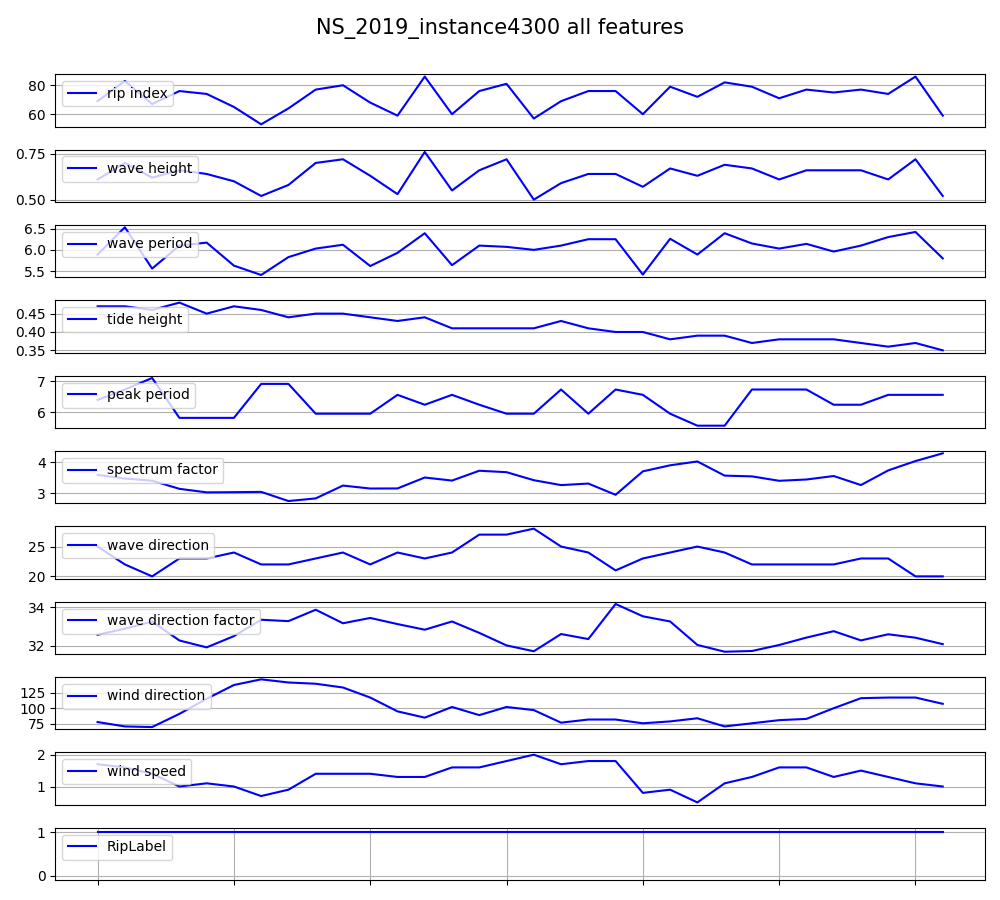 NS_2019_instance4300 all features
80
60
rip index
0.75
0.50
wave height
6.5
6.0
5.5
wave period
0.45
0.40
0.35
tide height
7
6
peak period
4
3
spectrum factor
25
20
wave direction
34
32
wave direction factor
125
100
75
wind direction
2
1
wind speed
1
0
RipLabel